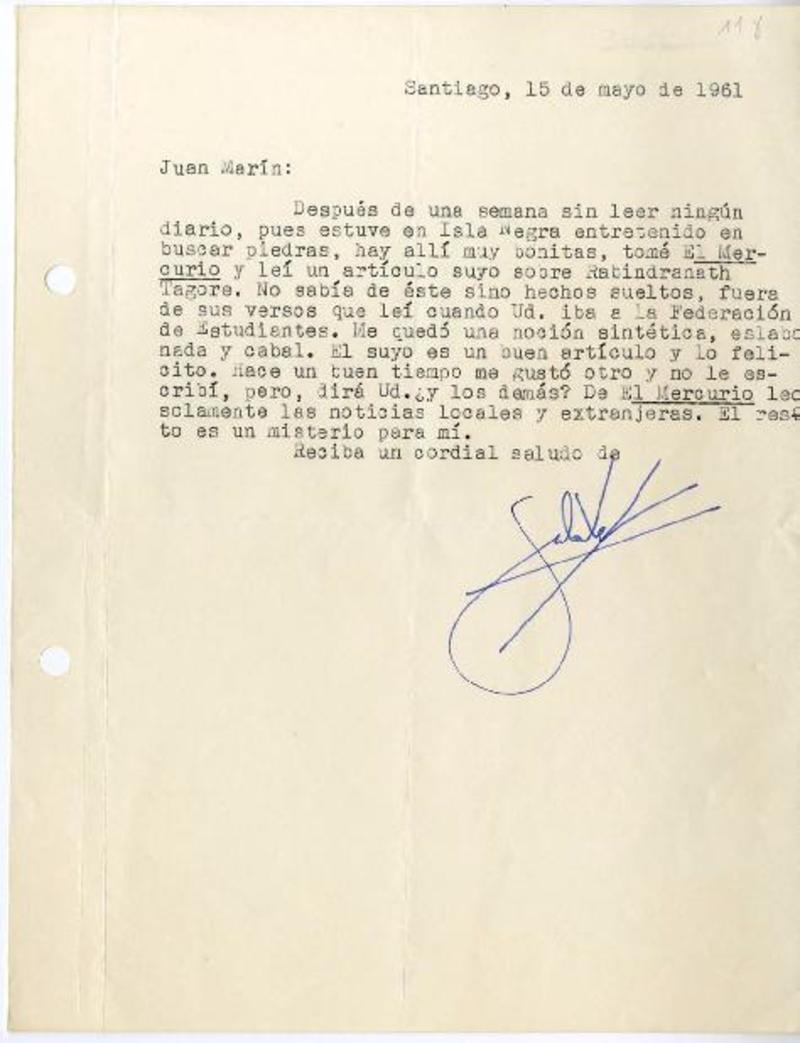 118
Santiago, 15 de mayo de 1961
Juan Marín:
Después de una semana sin leer ningún
diario, pues estuve en Isla Negra entretenido en
buscar piedras, hay allí muy bonitas, tomé El Mer-
curio y leí un artículo suyo sobre Rabindranath
Tagore. No sabía de éste sino hechos sueltos, fuera
de sus versos que leí cuando Ud. iba a la Federación
de Estudiantes. Me quedó una noción sintética, eslabo
nada y cabal. El suyo es un buen artículo y lo feli-
cito. Hace un buen tiempo me gustó otro y no le es-
cribí, pero, dirá Ud.¿y los demás? De El Mercurio leo
solamente las noticias locales y extranjeras. El res-
to es un misterio para mí.
Reciba un cordial saludo de